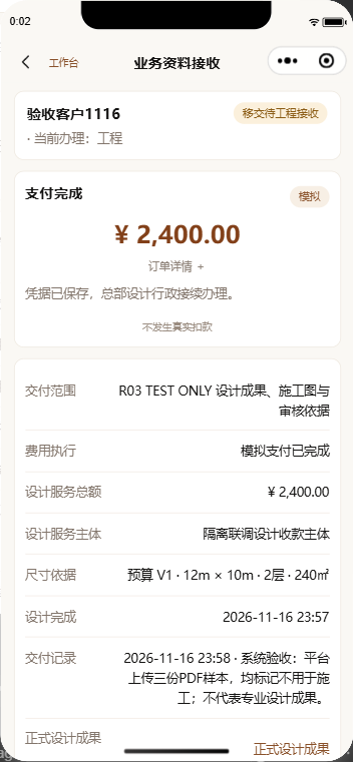 0:02
工作台
业务资料接收
验收客户1116
移交待工程接收
· 当前办理：工程
支付完成
模拟
¥ 2,400.00
订单详情 +
凭据已保存，总部设计行政接续办理。
不发生真实扣款
交付范围
R03 TEST ONLY 设计成果、施工图与
审核依据
费用执行
模拟支付已完成
设计服务总额
¥ 2,400.00
设计服务主体
隔离联调设计收款主体
尺寸依据
预算 V1 · 12m × 10m · 2层 · 240㎡
设计完成
2026-11-16 23:57
交付记录
2026-11-16 23:58 · 系统验收：平台
上传三份PDF样本，均标记不用于施
工；不代表专业设计成果。
正式设计成果
正式设计成果